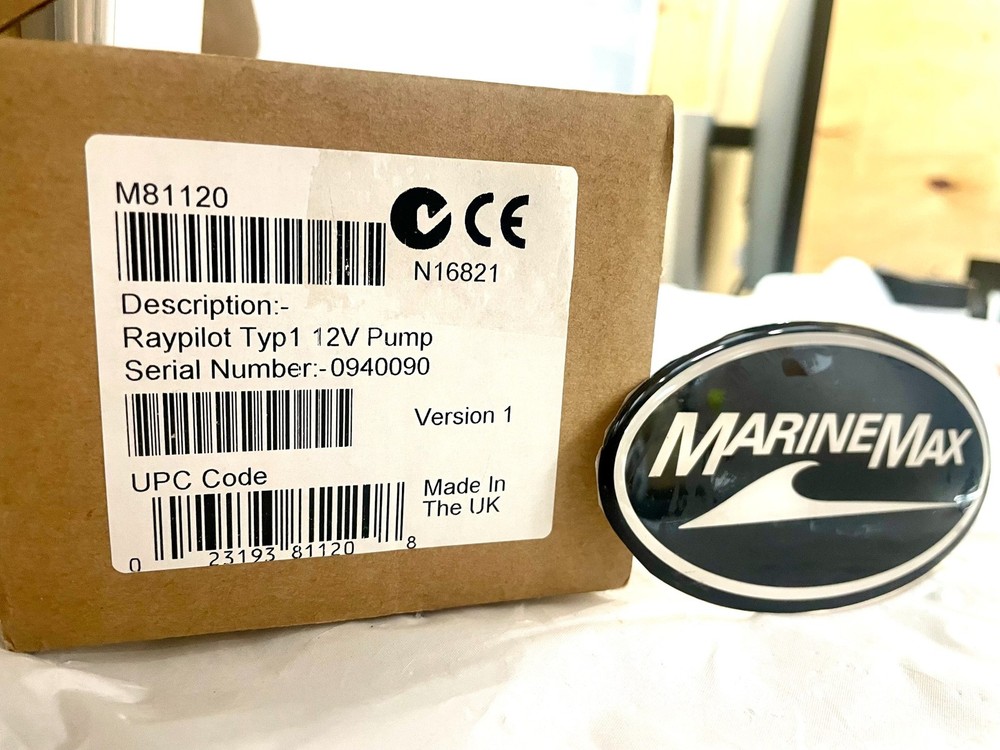 M81120
CE
N16821
Description:-
Raypilot Typ1 12V Pump
Serial Number:-0940090
Version 1
UPC Code
Made In
The UK
0 23193 81120 8
MARINEMAX